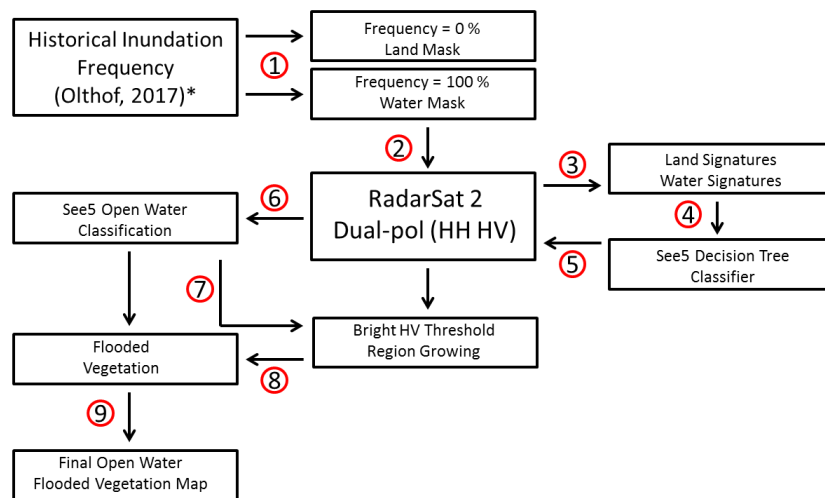 Historical Inundation
Frequency
(Olthof, 2017)*
1
Frequency = 0 %
Land Mask
Frequency = 100 %
Water Mask
2
3
Land Signatures
Water Signatures
RadarSat 2
Dual-pol (HH HV)
4
5
See5 Decision Tree
Classifier
6
See5 Open Water
Classification
7
Bright HV Threshold
Region Growing
8
Flooded
Vegetation
9
Final Open Water
Flooded Vegetation Map